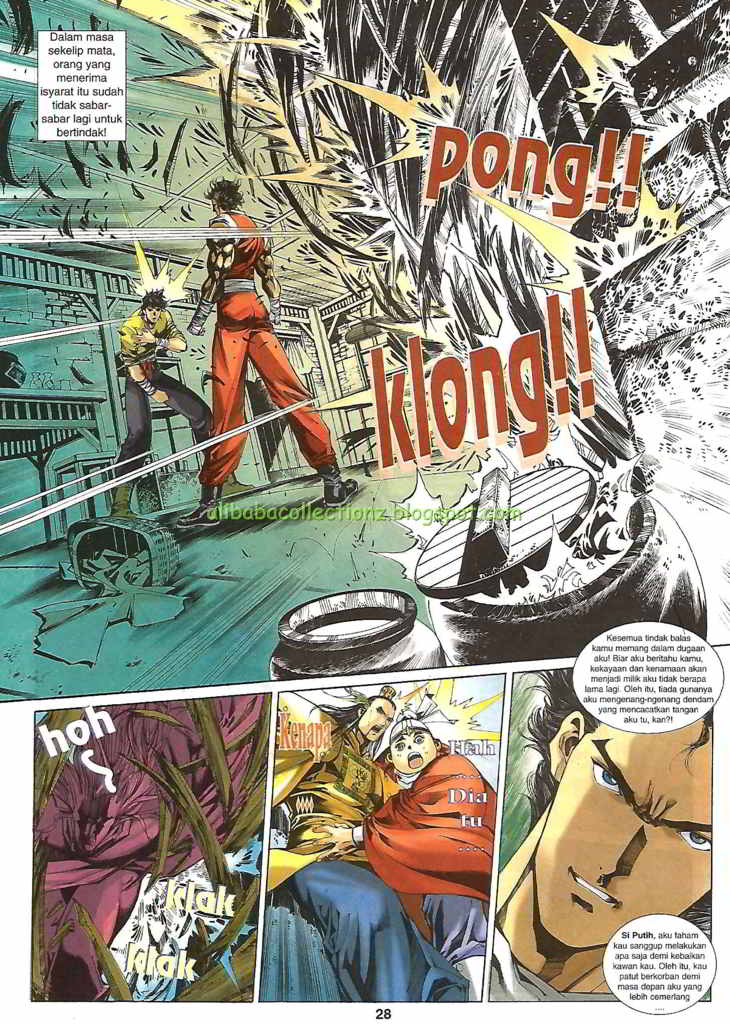 Dalam masa
sekelip mata,
orang yang
menerima
isyarat itu sudah
tidak sabar-
sabar lagi untuk
bertindak!
pong!!
klong!!
alibabacollectionz.blogspot.com
Kesemua tindak balas
kamu memang dalam dugaan
aku! Biar aku beritahu kamu,
kekayaan dan kenamaan akan
menjadi milik aku tidak berapa
lama lagi. Oleh itu, tiada gunanya
aku mengenang-ngenang dendam
yang mencacatkan tangan
aku tu, kan?!
hoh
klak
klak
Kenapa
Hah
....
Dia
tu
....
Si Putih, aku faham
kau sanggup melakukan
apa saja demi kebaikan
kawan kau. Oleh itu, kau
patut berkorban demi
masa depan aku yang
lebih cemerlang
....
28